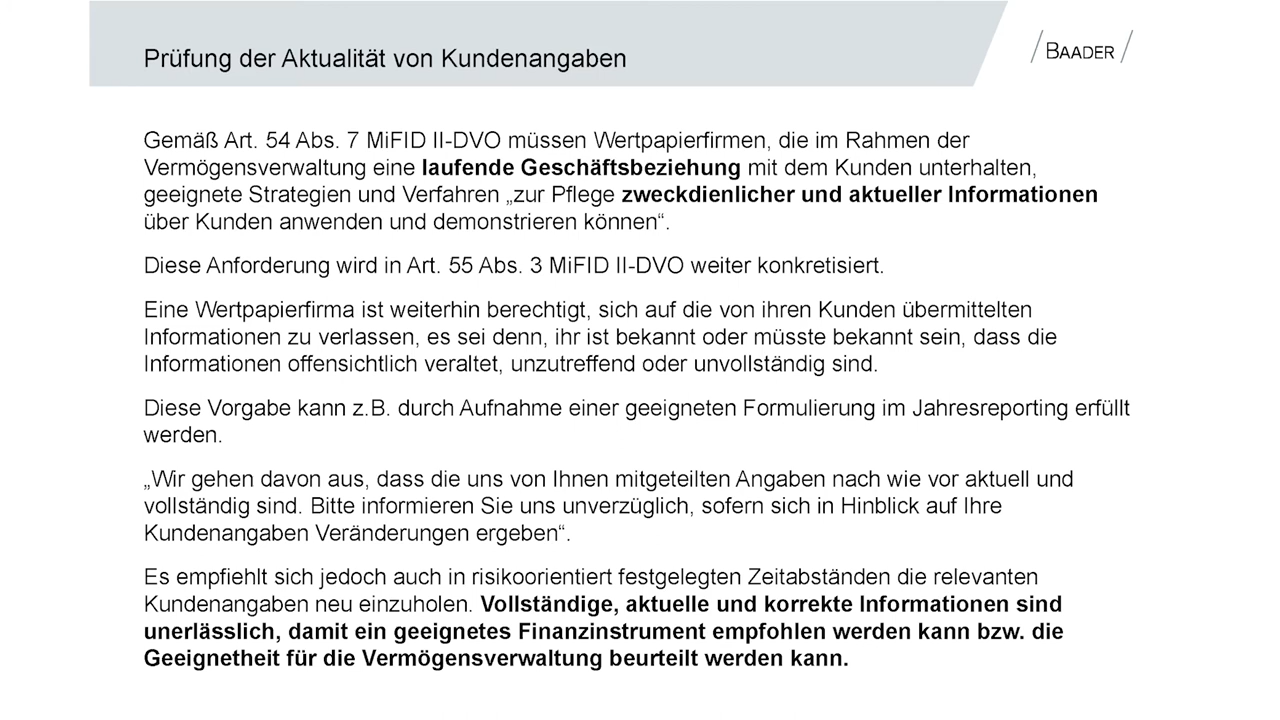 Prüfung der Aktualität von Kundenangaben
/ BAADER /
Gemäß Art. 54 Abs. 7 MiFID II-DVO müssen Wertpapierfirmen, die im Rahmen der
Vermögensverwaltung eine laufende Geschäftsbeziehung mit dem Kunden unterhalten,
geeignete Strategien und Verfahren „zur Pflege zweckdienlicher und aktueller Informationen
über Kunden anwenden und demonstrieren können“.
Diese Anforderung wird in Art. 55 Abs. 3 MiFID II-DVO weiter konkretisiert.
Eine Wertpapierfirma ist weiterhin berechtigt, sich auf die von ihren Kunden übermittelten
Informationen zu verlassen, es sei denn, ihr ist bekannt oder müsste bekannt sein, dass die
Informationen offensichtlich veraltet, unzutreffend oder unvollständig sind.
Diese Vorgabe kann z.B. durch Aufnahme einer geeigneten Formulierung im Jahresreporting erfüllt
werden.
„Wir gehen davon aus, dass die uns von Ihnen mitgeteilten Angaben nach wie vor aktuell und
vollständig sind. Bitte informieren Sie uns unverzüglich, sofern sich in Hinblick auf Ihre
Kundenangaben Veränderungen ergeben“.
Es empfiehlt sich jedoch auch in risikoorientiert festgelegten Zeitabständen die relevanten
Kundenangaben neu einzuholen. Vollständige, aktuelle und korrekte Informationen sind
unerlässlich, damit ein geeignetes Finanzinstrument empfohlen werden kann bzw. die
Geeignetheit für die Vermögensverwaltung beurteilt werden kann.